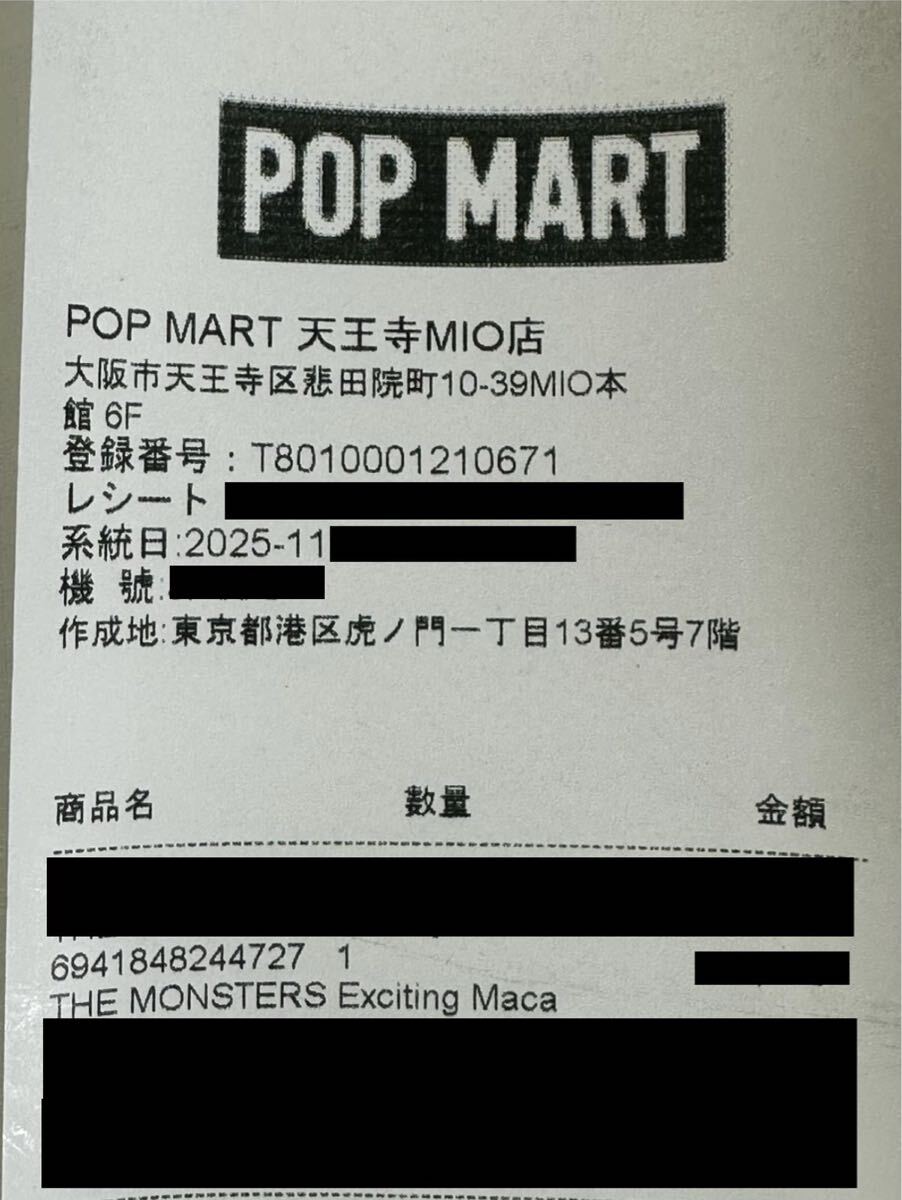 POP MART
POP MART 天王寺MIO店
大阪市天王寺区悲田院町10-39MIO本
館 6F
登録番号：T8010001210671
レシート
系統日:2025-11
機 號:
作成地:東京都港区虎ノ門一丁目13番5号7階
商品名 数量 金額
6941848244727 1
THE MONSTERS Exciting Maca